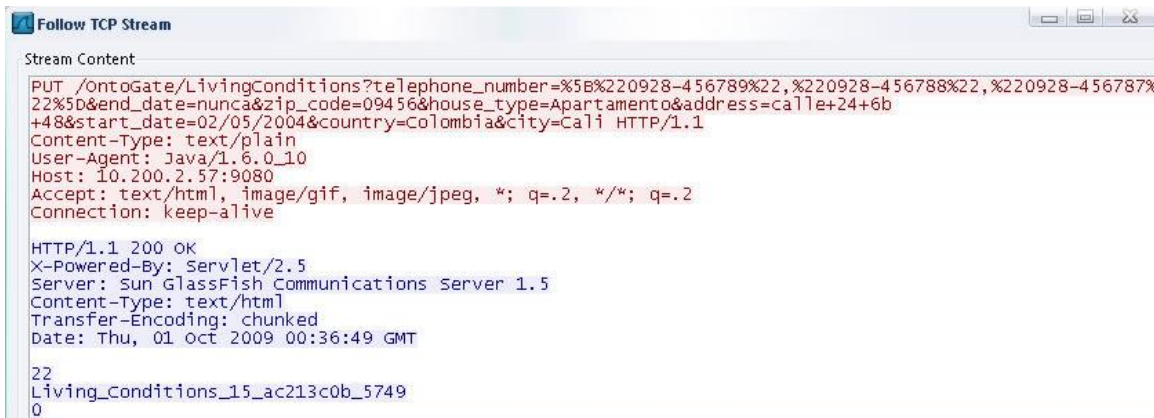 Follow TCP Stream
Stream Content
PUT /OntoGate/LivingConditions?telephone_number=%5B%220928-456789%22,%220928-456788%22,%220928-456787%
22%5D&end_date=nunca&zip_code=09456&house_type=Apartamento&address=calle+24+6b
+48&start_date=02/05/2004&country=Colombia&city=Cali HTTP/1.1
Content-Type: text/plain
User-Agent: Java/1.6.0_10
Host: 10.200.2.57:9080
Accept: text/html, image/gif, image/jpeg, *; q=.2, */*; q=.2
Connection: keep-alive
HTTP/1.1 200 OK
X-Powered-By: Servlet/2.5
Server: Sun GlassFish Communications Server 1.5
Content-Type: text/html
Transfer-Encoding: chunked
Date: Thu, 01 Oct 2009 00:36:49 GMT
22
Living_Conditions_15_ac213c0b_5749
0